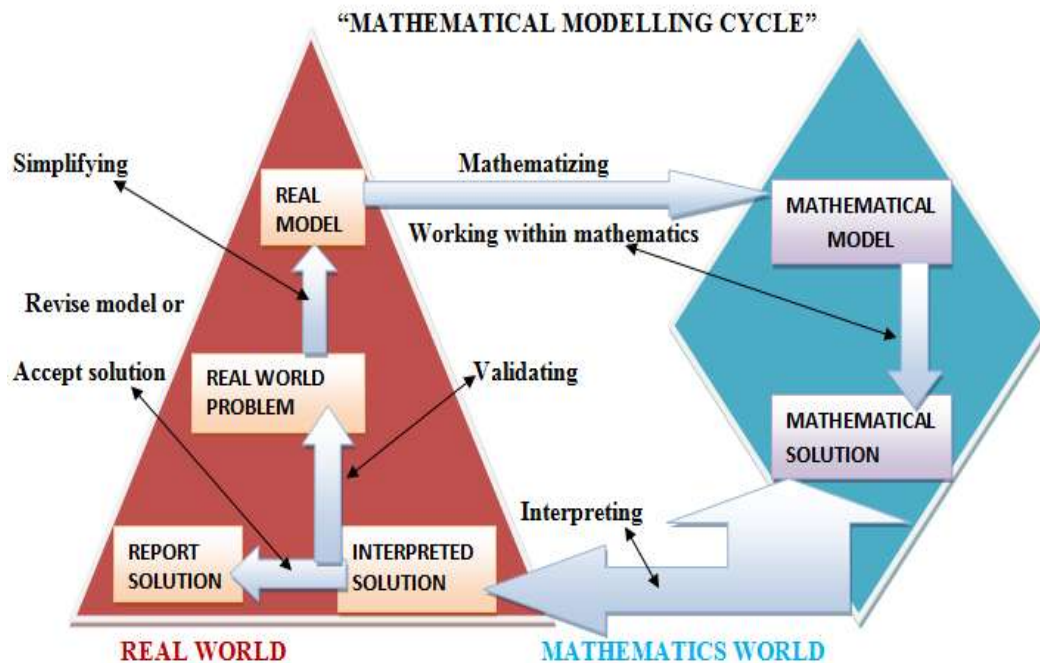 “MATHEMATICAL MODELLING CYCLE”
Simplifying
Mathematizing
REAL
MODEL
MATHEMATICAL
MODEL
Working within mathematics
Revise model or
Accept solution
REAL WORLD
PROBLEM
Validating
MATHEMATICAL
SOLUTION
Interpreting
REPORT
SOLUTION
INTERPRETED
SOLUTION
REAL WORLD
MATHEMATICS WORLD